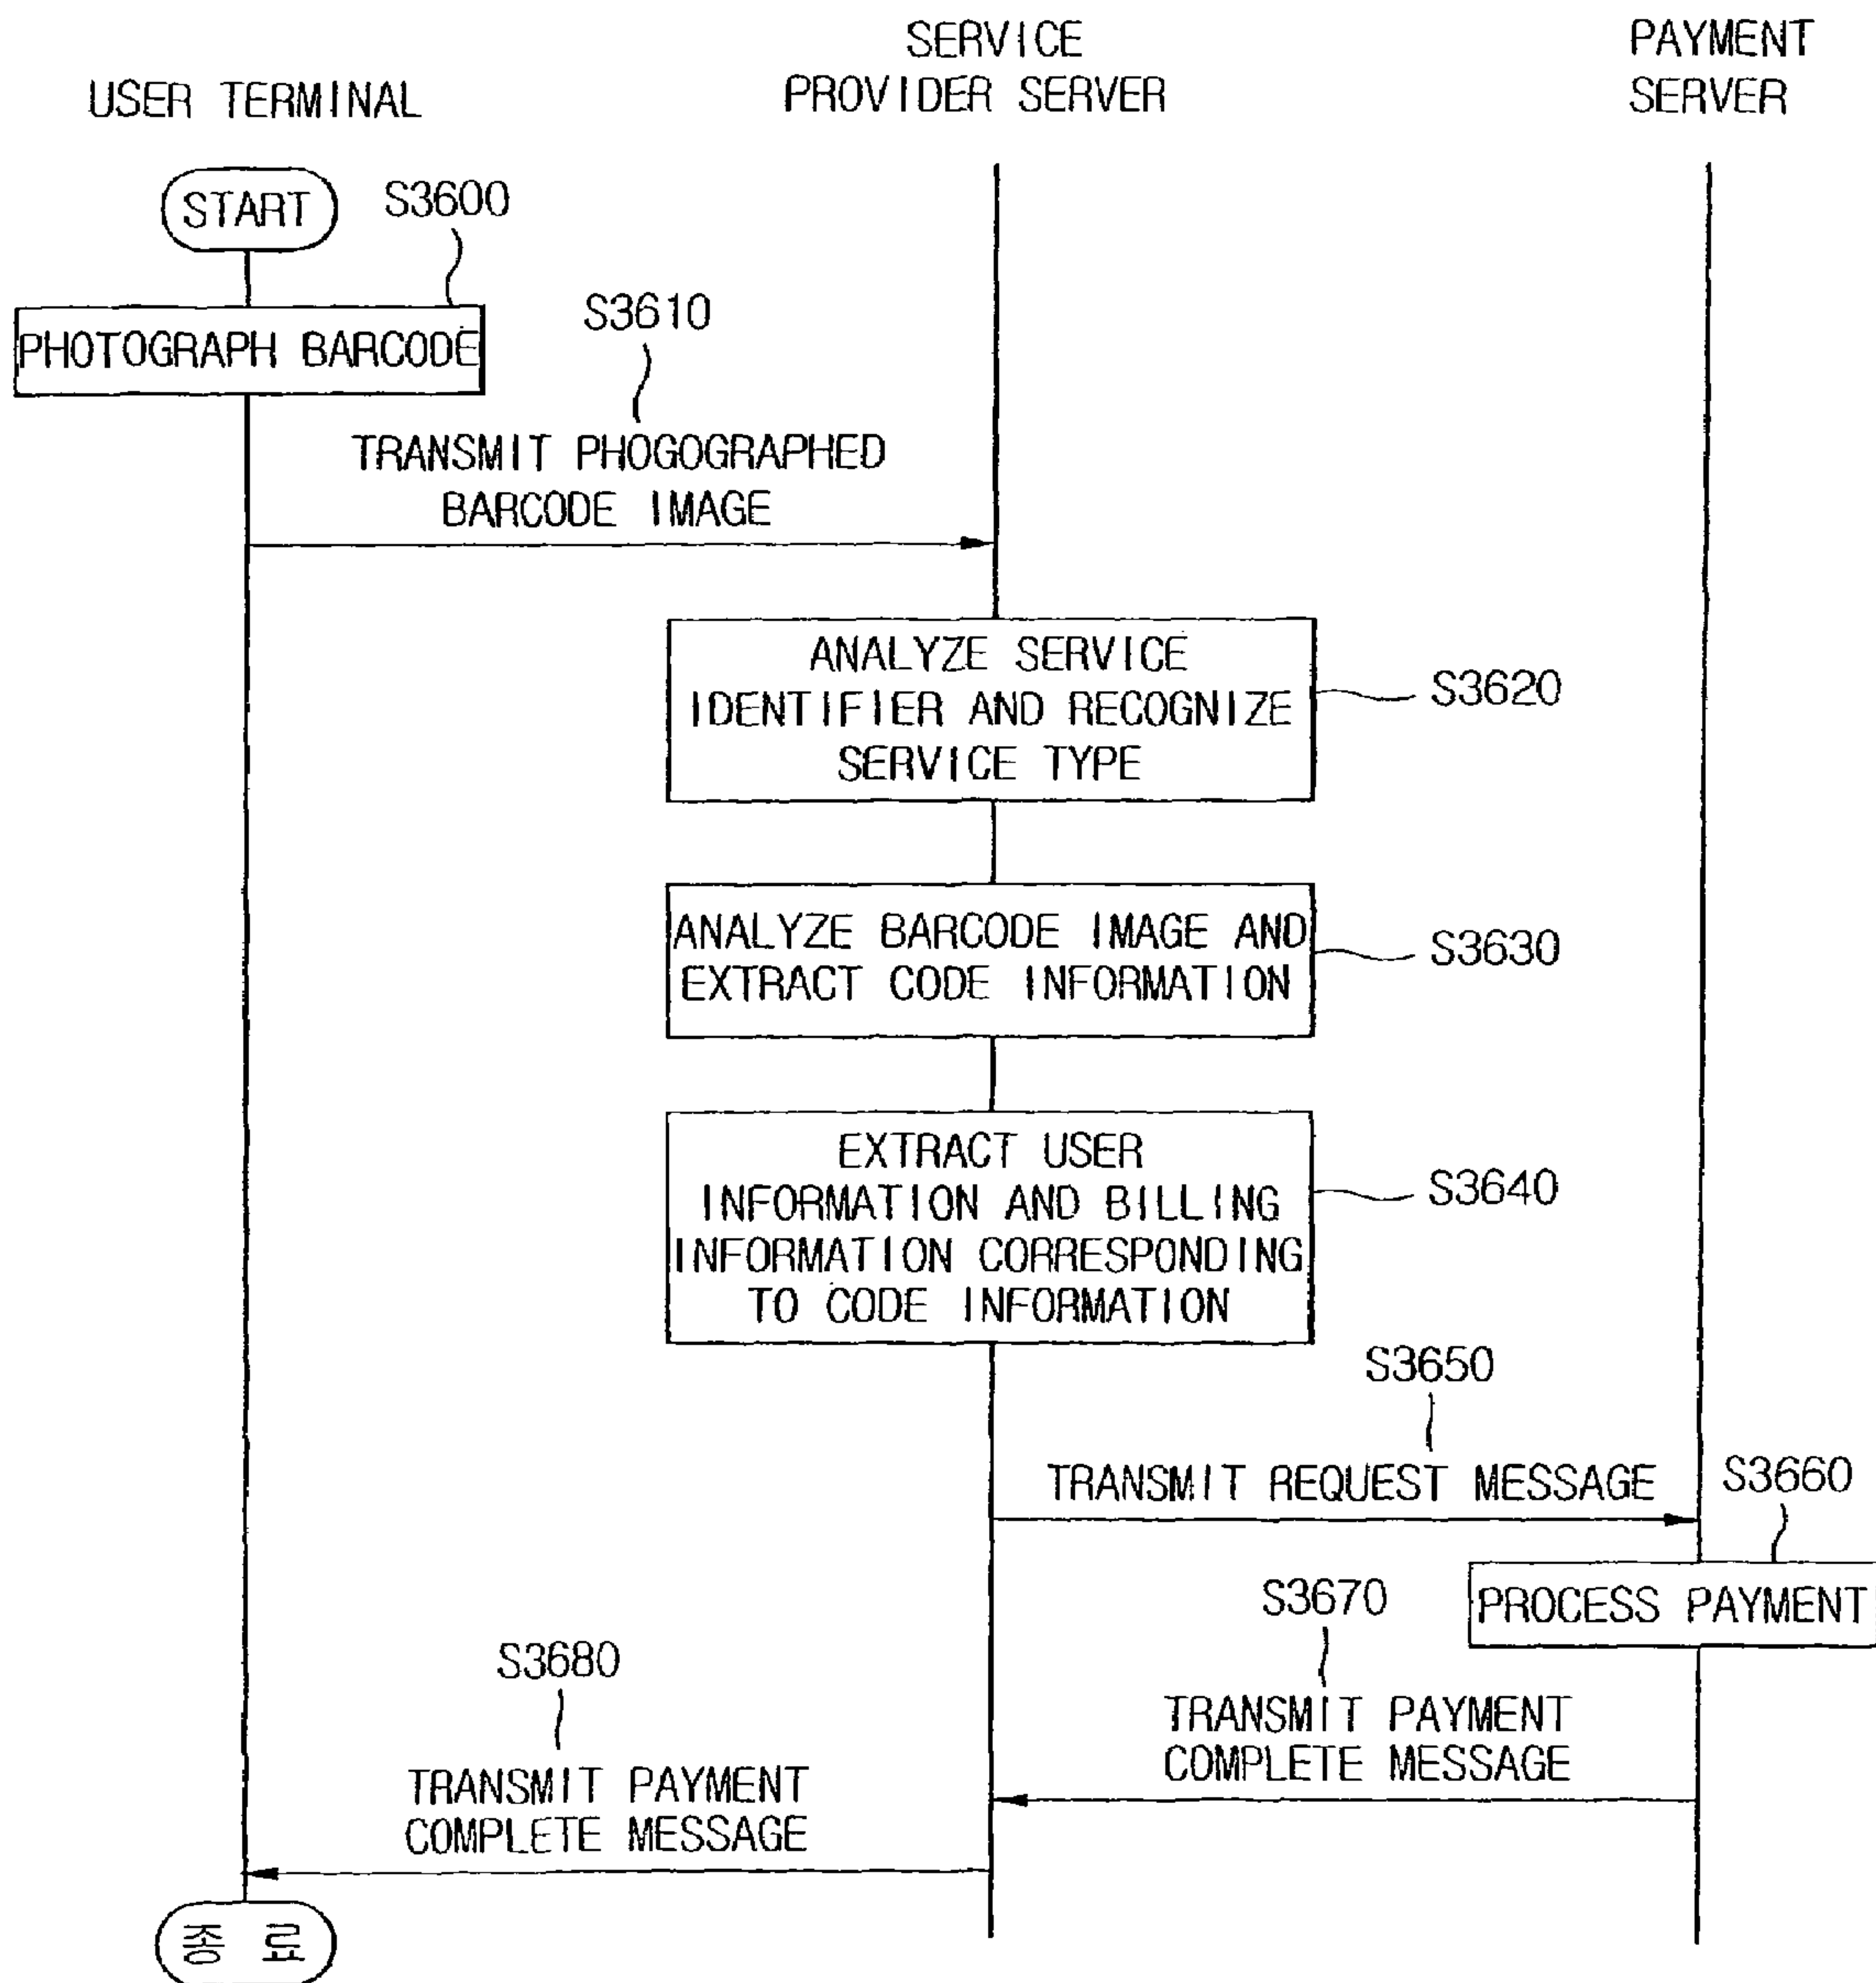 USER TERMINAL
SERVICE
PROVIDER SERVER
PAYMENT
SERVER
START
S3600
PHOTOGRAPH BARCODE
S3610
TRANSMIT PHOGOGRAPHED
BARCODE IMAGE
ANALYZE SERVICE
IDENTIFIER AND RECOGNIZE
SERVICE TYPE
S3620
ANALYZE BARCODE IMAGE AND
EXTRACT CODE INFORMATION
S3630
EXTRACT USER
INFORMATION AND BILLING
INFORMATION CORRESPONDING
TO CODE INFORMATION
S3640
S3650
TRANSMIT REQUEST MESSAGE
S3660
PROCESS PAYMENT
S3670
TRANSMIT PAYMENT
COMPLETE MESSAGE
S3680
TRANSMIT PAYMENT
COMPLETE MESSAGE
종 료